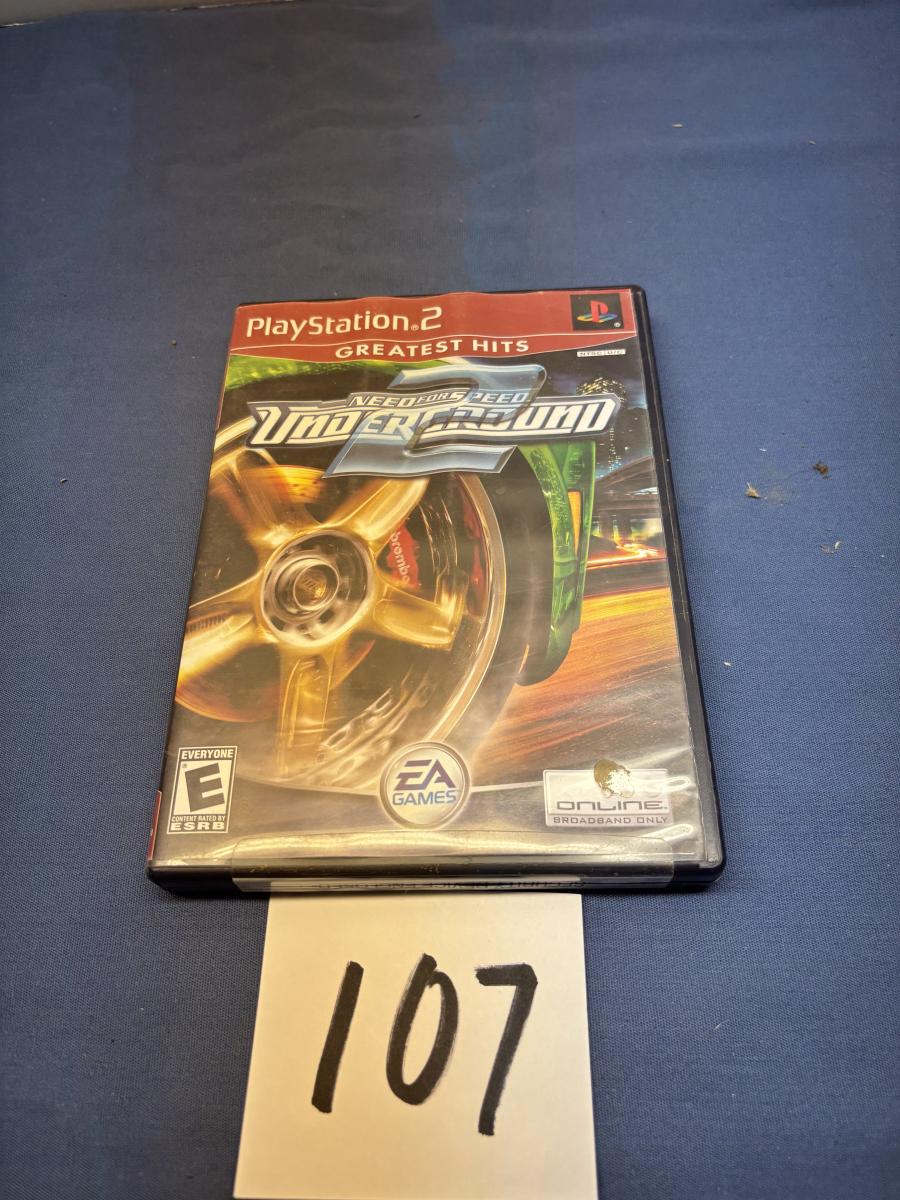 PlayStation®2
GREATEST HITS
NTSC U/C
NEED FOR SPEED
UNDERGROUND
2
brembo
EVERYONE
E
CONTENT RATED BY
ESRB
EA
GAMES
ONLINE
BROADBAND ONLY
107